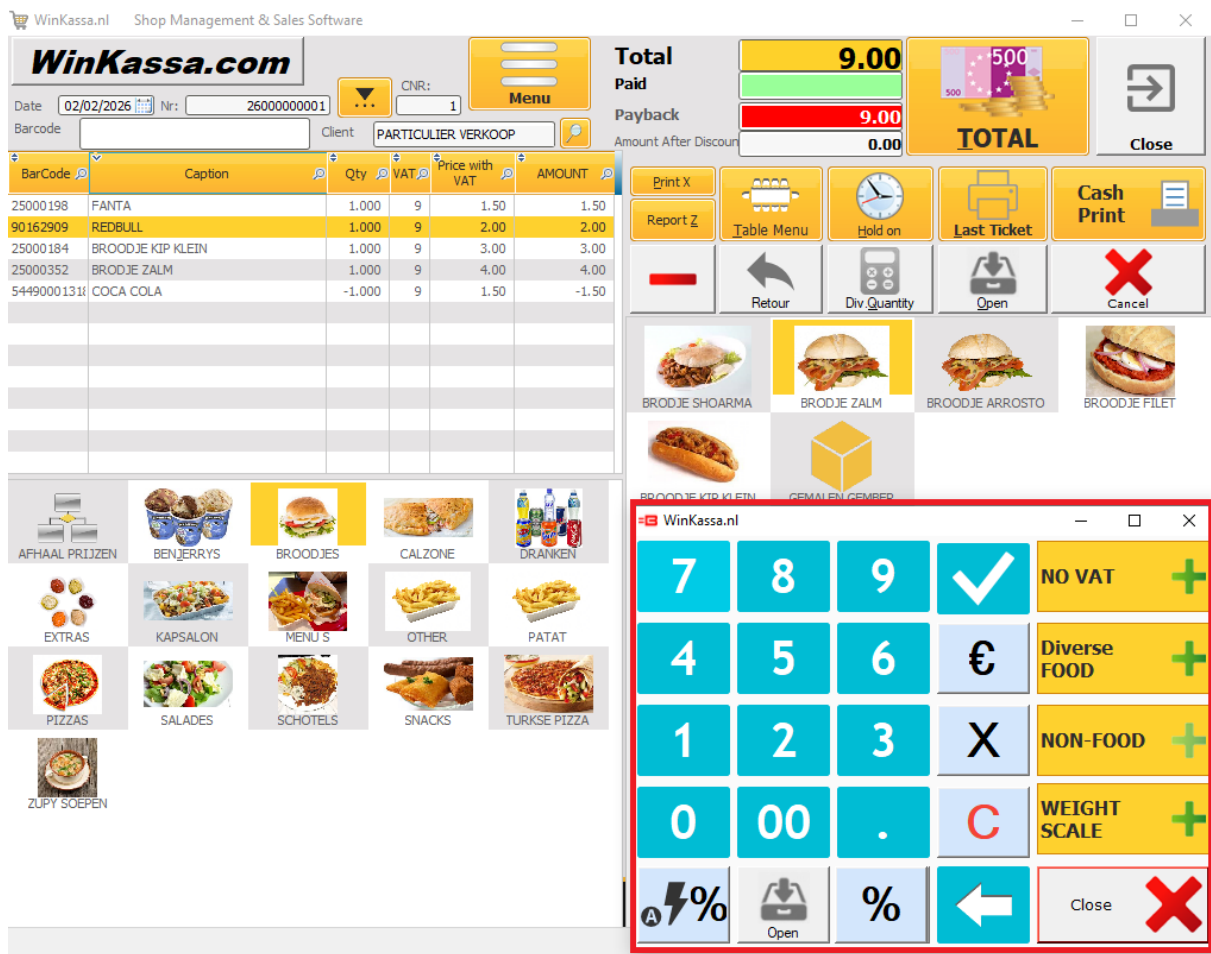 WinKassa.nl Shop Management & Sales Software
WinKassa.com
Menu
CNR:
Date 02/02/2026 Nr: 26000000001 ... 1
Barcode
Client PARTICULIER VERKOOP
Total 9.00
Paid
Payback 9.00
Amount After Discoun 0.00
500
500
TOTAL
Close
BarCode Caption Qty VAT Price with VAT AMOUNT
25000198 FANTA 1.000 9 1.50 1.50
90162909 REDBULL 1.000 9 2.00 2.00
25000184 BROODJE KIP KLEIN 1.000 9 3.00 3.00
25000352 BRODJE ZALM 1.000 9 4.00 4.00
5449000131 COCA COLA -1.000 9 1.50 -1.50
Print X
Report Z
Table Menu
Hold on
Last Ticket
Cash
Print
Retour
Div.Quantity
Open
Cancel
BRODJE SHOARMA BRODJE ZALM BROODJE ARROSTO BROODJE FILET
BROODJE KIP KLEIN GEMALEN GEMBER
AFHAAL PRIJZEN BENJERRYS BROODJES CALZONE DRANKEN
EXTRAS KAPSALON MENU S OTHER PATAT
PIZZAS SALADES SCHOTELS SNACKS TURKSE PIZZA
ZUPY SOEPEN
WinKassa.nl
7 8 9 NO VAT
4 5 6 € Diverse
FOOD
1 2 3 X NON-FOOD
0 00 . C WEIGHT
SCALE
A % Open % Close